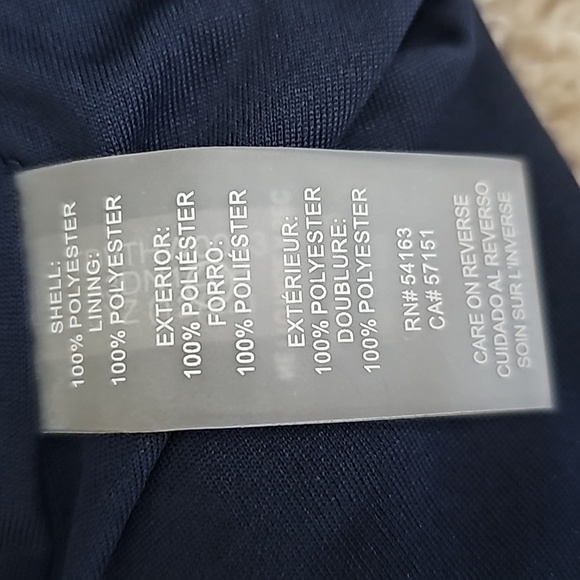 SHELL:
100% POLYESTER
LINING:
100% POLYESTER
EXTERIOR:
100% POLIÉSTER
FORRO:
100% POLIÉSTER
EXTÉRIEUR:
100% POLYESTER
DOUBLURE:
100% POLYESTER
RN# 54163
CA# 57151
CARE ON REVERSE
CUIDADO AL REVERSO
SOIN SUR L'INVERSE